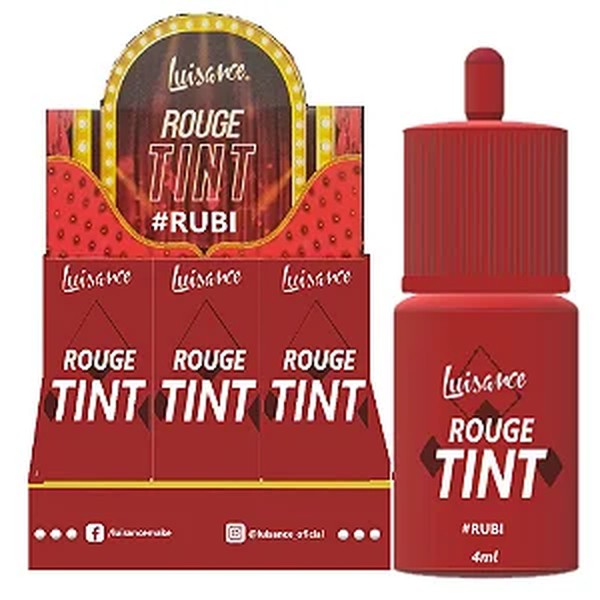 Luisance.
ROUGE
TINT
#RUBI
Luisance Luisance Luisance
ROUGE ROUGE ROUGE
TINT TINT TINT
/luisancemake @luisance_oficial
Luisance
ROUGE
TINT
#RUBI
4ml